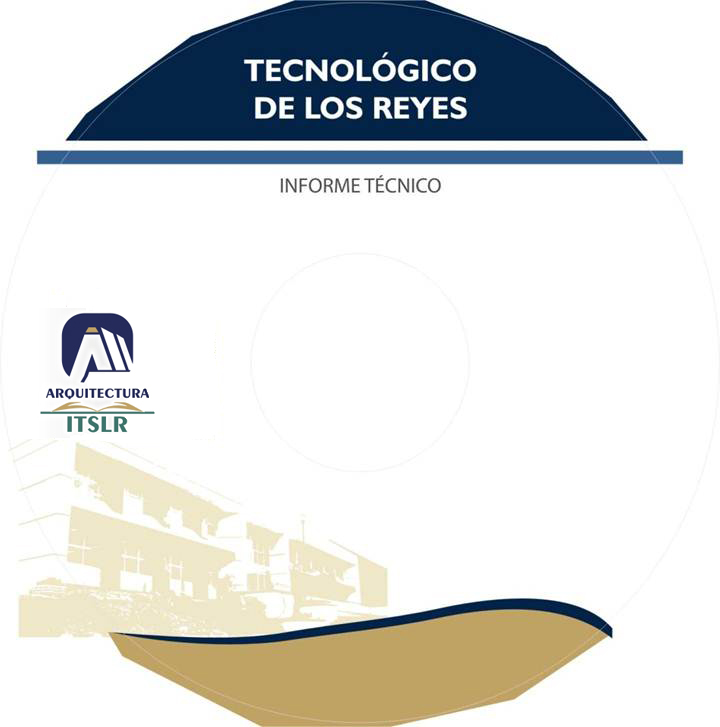 TECNOLÓGICO
DE LOS REYES
INFORME TÉCNICO
ARQUITECTURA
ITSLR